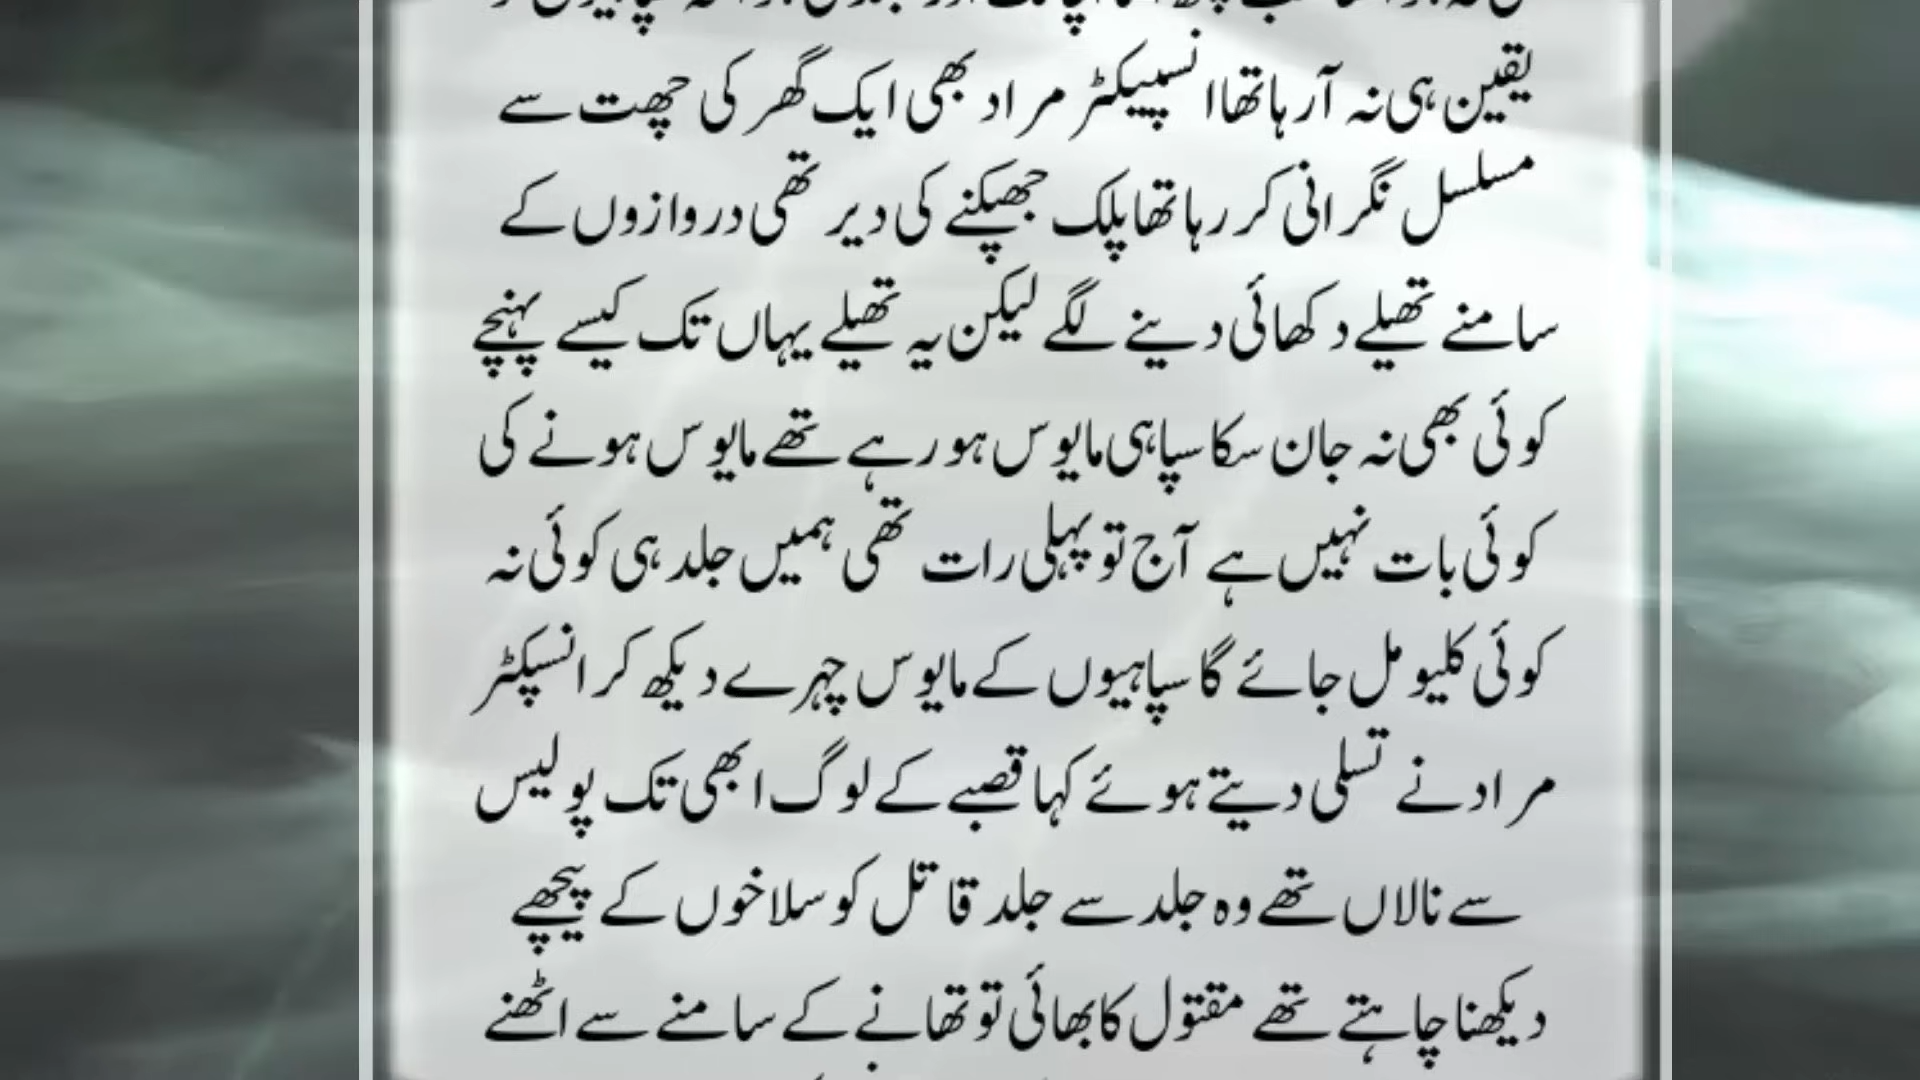 یقین ہی نہ آرہا تھا انسپیکٹر مراد بھی ایک گھر کی چھت سے
مسلسل نگرانی کر رہا تھا پلک جھپکنے کی دیر تھی دروازوں کے
سامنے تھیلے دکھائی دینے لگے لیکن یہ تھیلے یہاں تک کیسے پہنچے
کوئی بھی نہ جان سکا سپاہی مایوس ہو رہے تھے مایوس ہونے کی
کوئی بات نہیں ہے آج تو پہلی رات تھی ہمیں جلد ہی کوئی نہ
کوئی کلیو مل جائے گا سپاہیوں کے مایوس چہرے دیکھ کر انسپکٹر
مراد نے تسلی دیتے ہوئے کہا قصبے کے لوگ ابھی تک پولیس
سے نالاں تھے وہ جلد سے جلد قاتل کو سلاخوں کے پیچھے
دیکھنا چاہتے تھے مقتول کا بھائی تو تھانے کے سامنے سے اٹھنے